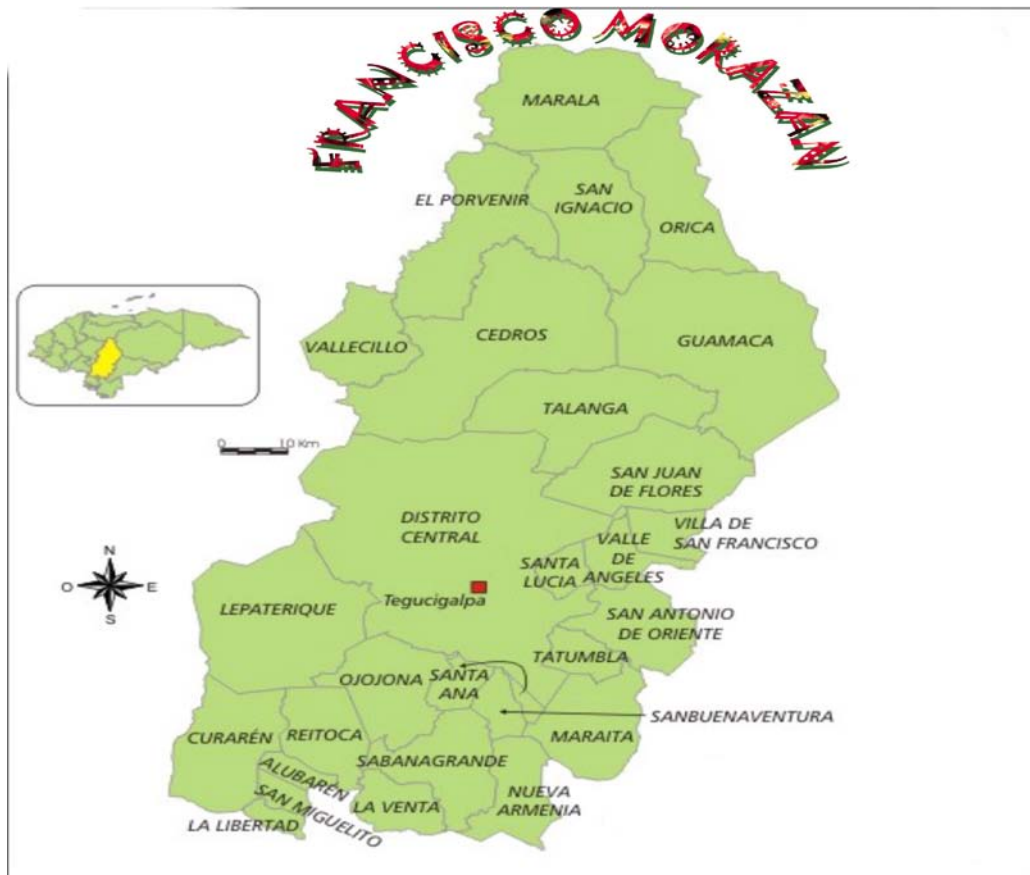 FRANCISCO MORAZÁN
MARALA
EL PORVENIR
SAN
IGNACIO
ORICA
VALLECILLO
CEDROS
GUAMACA
TALANGA
0 10 Km
SAN JUAN
DE FLORES
DISTRITO
CENTRAL
VILLA DE
SAN FRANCISCO
VALLE
DE
ANGELES
SANTA
LUCIA
N
O E
S
LEPATERIQUE
Tegucigalpa
SAN ANTONIO
DE ORIENTE
TATUMBLA
OJOJONA
SANTA
ANA
SANBUENAVENTURA
CURARÉN
REITOCA
MARAITA
SABANAGRANDE
ALUBARÉN
SAN MIGUELITO
LA VENTA
NUEVA
ARMENIA
LA LIBERTAD